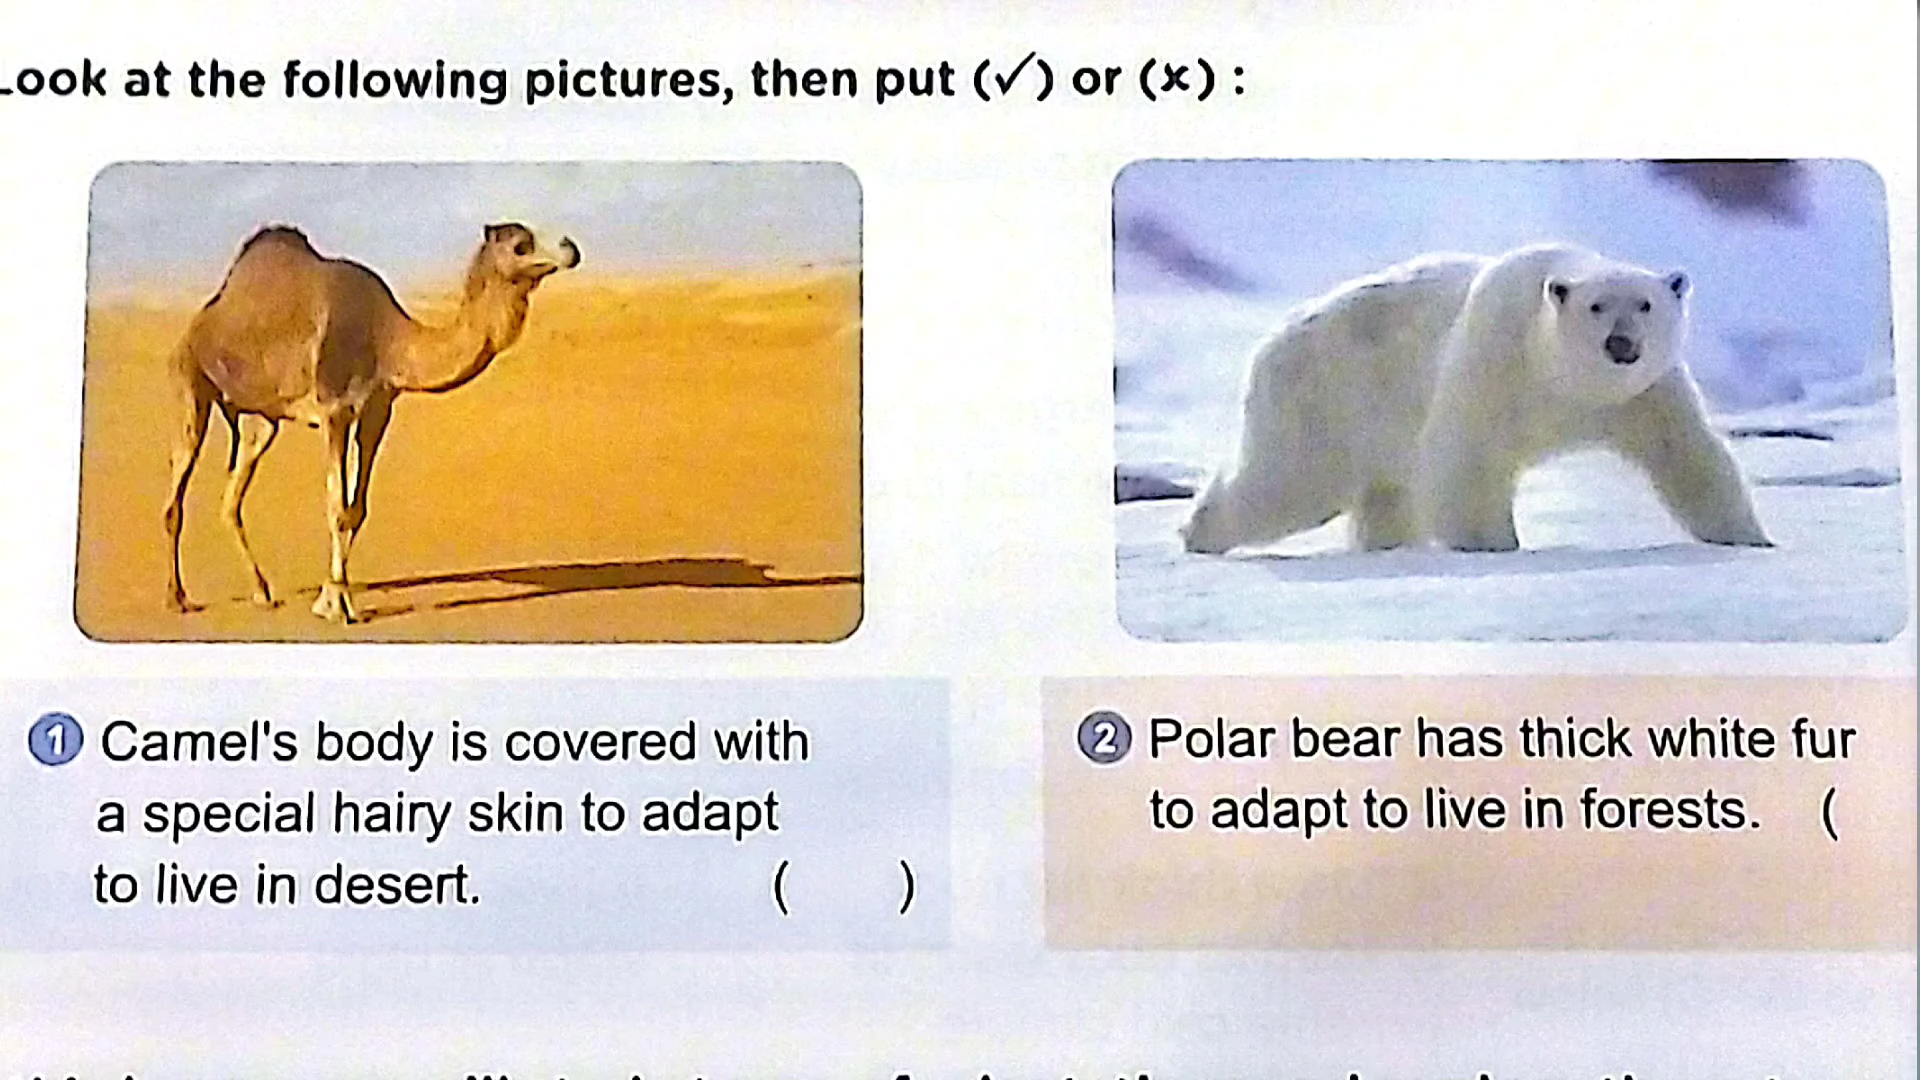 Look at the following pictures, then put (✓) or (x) :
1 Camel's body is covered with
a special hairy skin to adapt
to live in desert. ( )
2 Polar bear has thick white fur
to adapt to live in forests. (